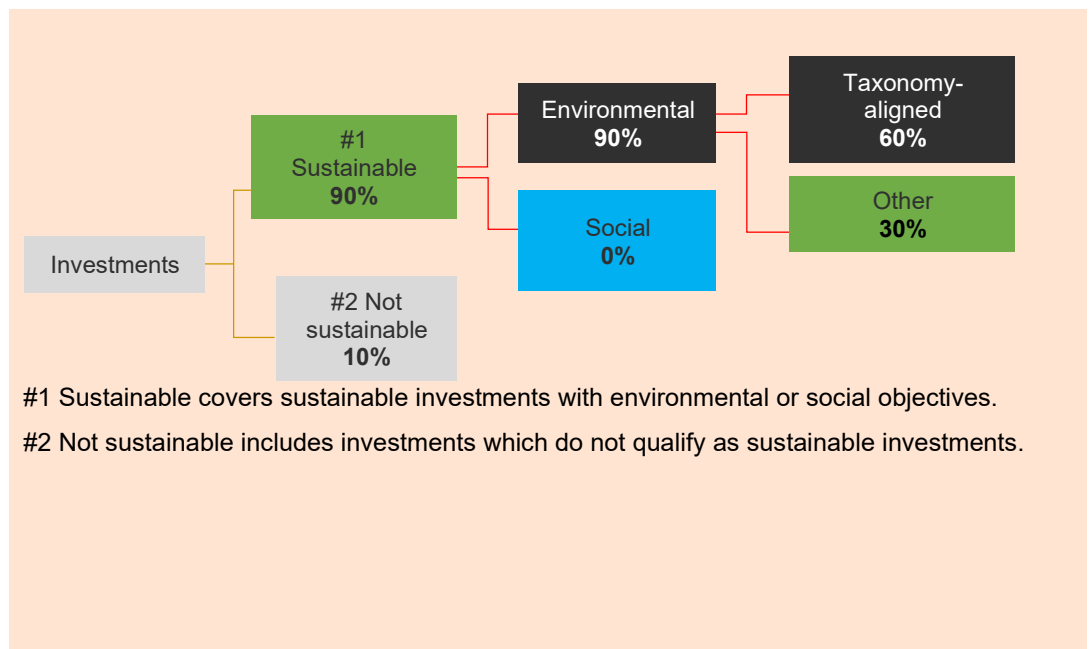 Investments
#1
Sustainable
90%
#2 Not
sustainable
10%
Environmental
90%
Social
0%
Taxonomy-
aligned
60%
Other
30%
#1 Sustainable covers sustainable investments with environmental or social objectives.
#2 Not sustainable includes investments which do not qualify as sustainable investments.